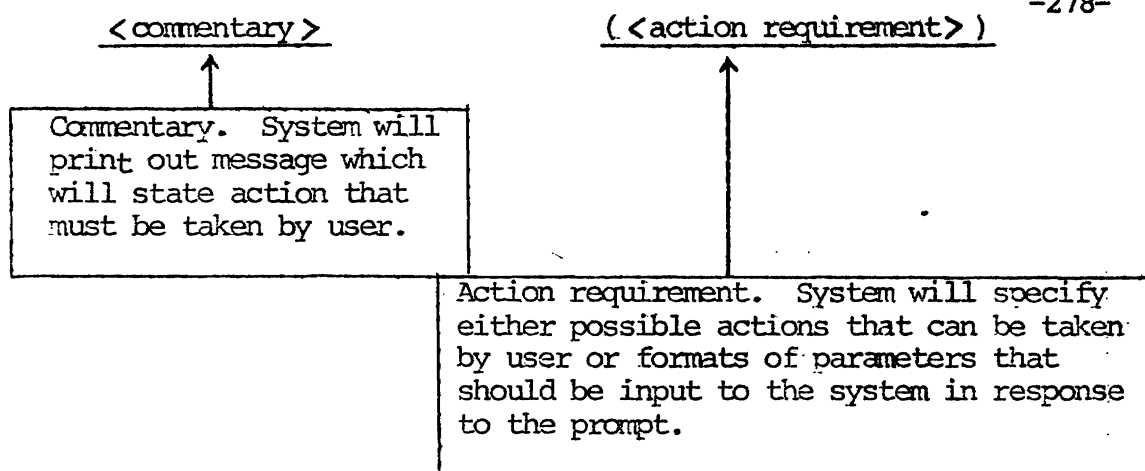 -278-
<commentary> (<action requirement>)
Commentary. System will
print out message which
will state action that
must be taken by user.
Action requirement. System will specify
either possible actions that can be taken
by user or formats of parameters that
should be input to the system in response
to the prompt.